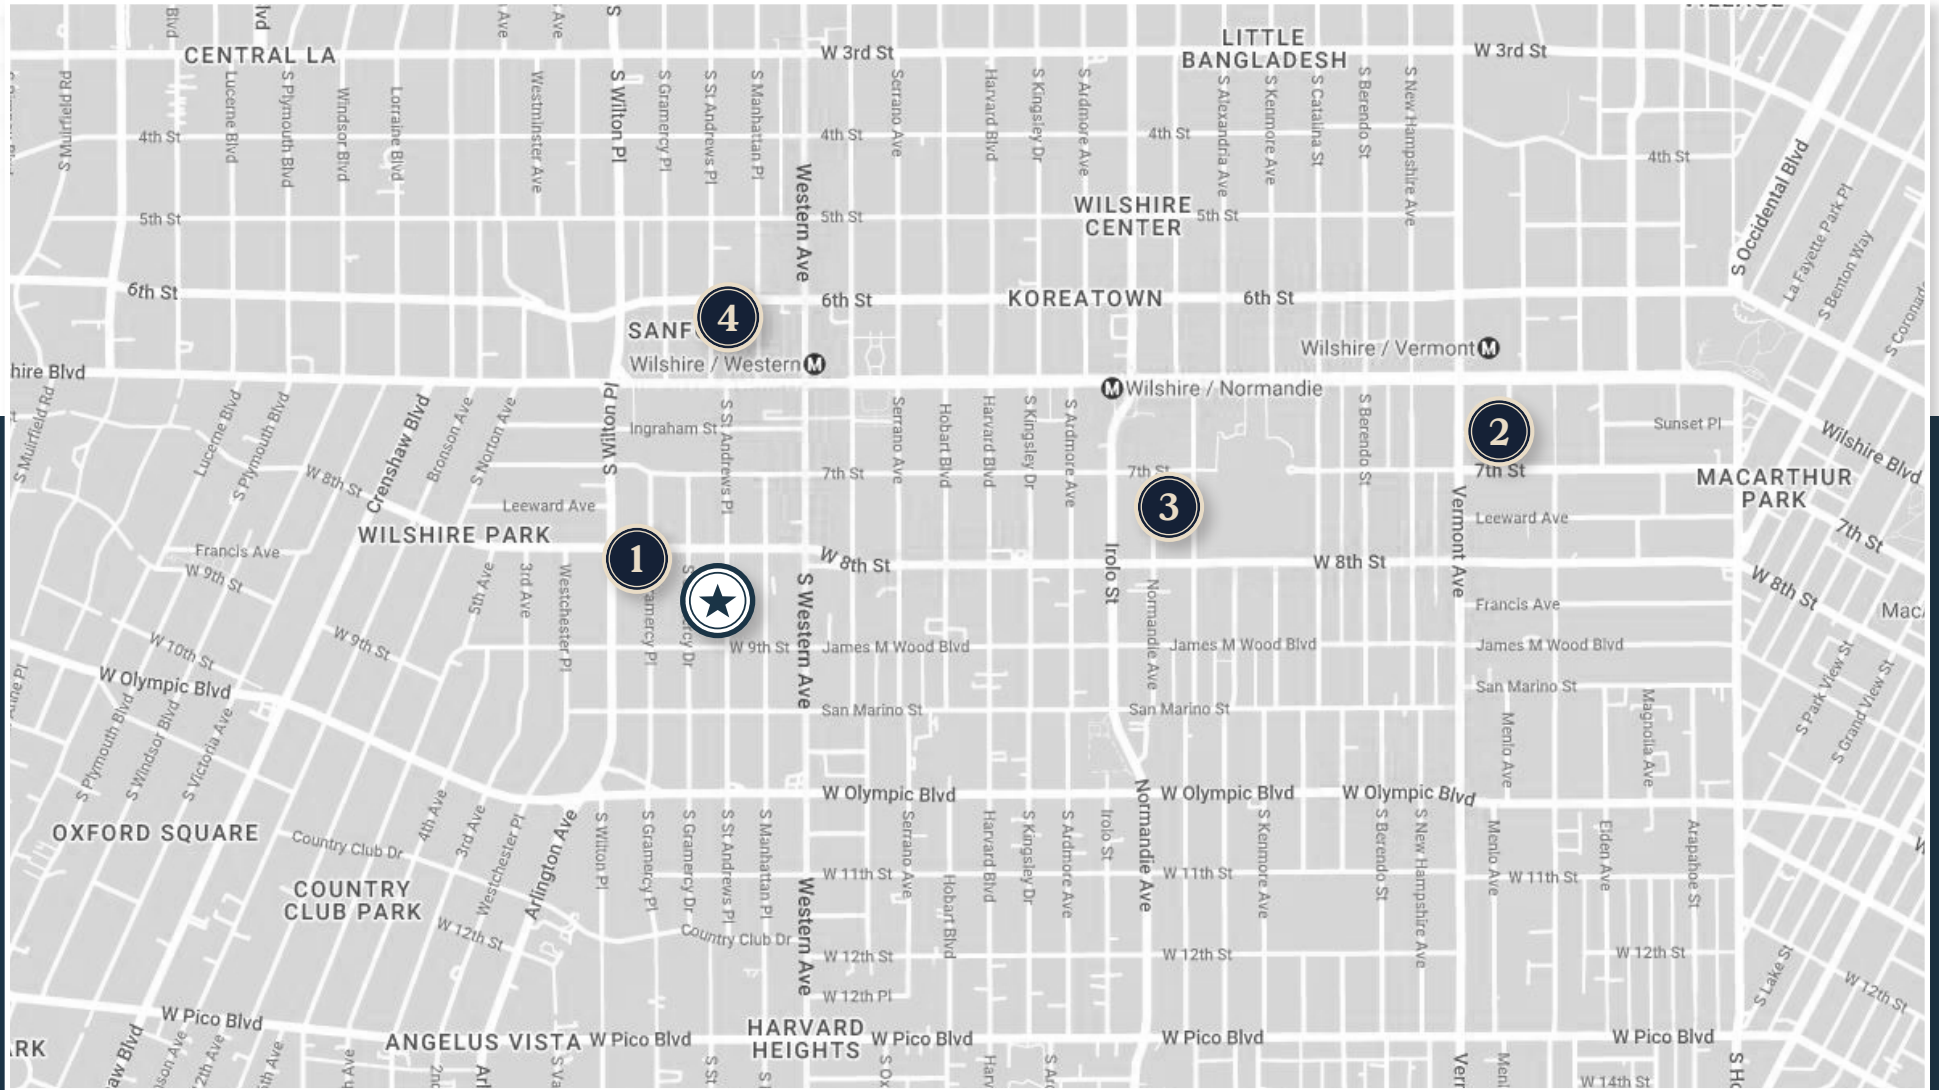 CENTRAL LA
W 3rd St
LITTLE
BANGLADESH
W 3rd St
S Muirfield Rd
Lucerne Blvd
S Plymouth Blvd
Windsor Blvd
Lorraine Blvd
Westminster Ave
S Wilton Pl
S Gramercy Pl
S St Andrews Pl
S Manhattan Pl
Serrano Ave
Harvard Blvd
S Kingsley Dr
S Ardmore Ave
S Alexandria Ave
S Kenmore Ave
S Catalina St
S Berendo St
S New Hampshire Ave
4th St
4th St
4th St
4th St
S Occidental Blvd
La Fayette Park Pl
S Benton Way
Western Ave
5th St
5th St
WILSHIRE
CENTER
5th St
6th St
6th St
KOREATOWN
6th St
4
Wilshire / Western
M
Wilshire / Vermont
M
M
Wilshire / Normandie
hire Blvd
S Muirfield Rd
Lucerne Blvd
S Plymouth Blvd
Crenshaw Blvd
Bronson Ave
S Norton Ave
S Wilton Pl
Ingraham St
S St Andrews Pl
Serrano Ave
Hobart Blvd
Harvard Blvd
S Kingsley Dr
S Ardmore Ave
S Berendo St
2
Sunset Pl
Wilshire Blvd
W 8th St
7th St
7th St
7th St
MACARTHUR
PARK
Leeward Ave
3
Vermont Ave
Leeward Ave
7th St
WILSHIRE PARK
Francis Ave
W 9th St
1
W 8th St
Irolo St
W 8th St
W 8th St
5th Ave
3rd Ave
Westchester Pl
S Western Ave
Normandie Ave
Francis Ave
W 10th St
W 9th St
W 9th St
James M Wood Blvd
James M Wood Blvd
James M Wood Blvd
W Olympic Blvd
San Marino St
San Marino St
San Marino St
S Park View St
S Grand View St
S Plymouth Blvd
S Windsor Blvd
S Victoria Ave
Menlo Ave
Magnolia Ave
W Olympic Blvd
W Olympic Blvd
W Olympic Blvd
OXFORD SQUARE
Country Club Dr
4th Ave
3rd Ave
Westchester Pl
Arlington Ave
S Wilton Pl
S Gramercy Pl
S Gramercy Dr
S St Andrews Pl
S Manhattan Pl
Serrano Ave
Harvard Blvd
S Kingsley Dr
S Ardmore Ave
Irolo St
Normandie Ave
S Kenmore Ave
S Berendo St
S New Hampshire Ave
Menlo Ave
Elden Ave
Arapahoe St
W 11th St
W 11th St
W 11th St
COUNTRY
CLUB PARK
W 12th St
Country Club Dr
Western Ave
Hobart Blvd
W 12th St
W 12th St
W 12th St
S Lake St
W 12th St
W 12th Pl
W Pico Blvd
ANGELUS VISTA
W Pico Blvd
HARVARD
HEIGHTS
W Pico Blvd
W Pico Blvd
W Pico Blvd
W 14th St